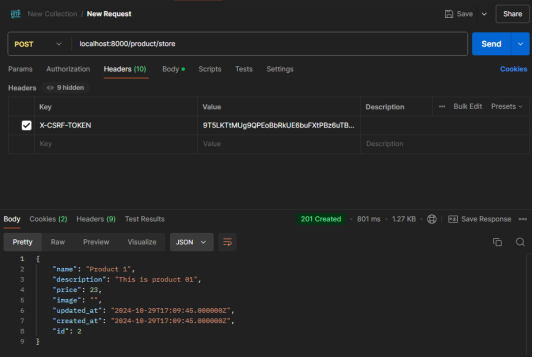 New Collection / New Request
Save
Share
POST
localhost:8000/product/store
Send
Params Authorization Headers (10) Body Scripts Tests Settings
Cookies
Headers 9 hidden
Key Value Description Bulk Edit Presets
X-CSRF-TOKEN 9T5LKTtMUg9QPEoBbRkUE6buFXtPBz6uTB...
Key Value Description
Body Cookies (2) Headers (9) Test Results
201 Created 801 ms 1.27 KB Save Response
Pretty Raw Preview Visualize JSON
1 {
2 "name": "Product 1",
3 "description": "This is product 01",
4 "price": 23,
5 "image": "",
6 "updated_at": "2024-10-29T17:09:45.000000Z",
7 "created_at": "2024-10-29T17:09:45.000000Z",
8 "id": 2
9 }